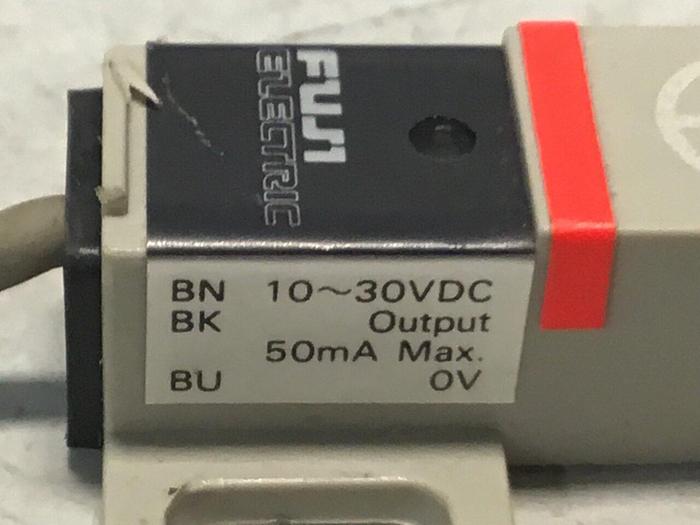 FUJI
ELECTRIC
BN 10~30VDC
BK Output
50mA Max.
BU 0V